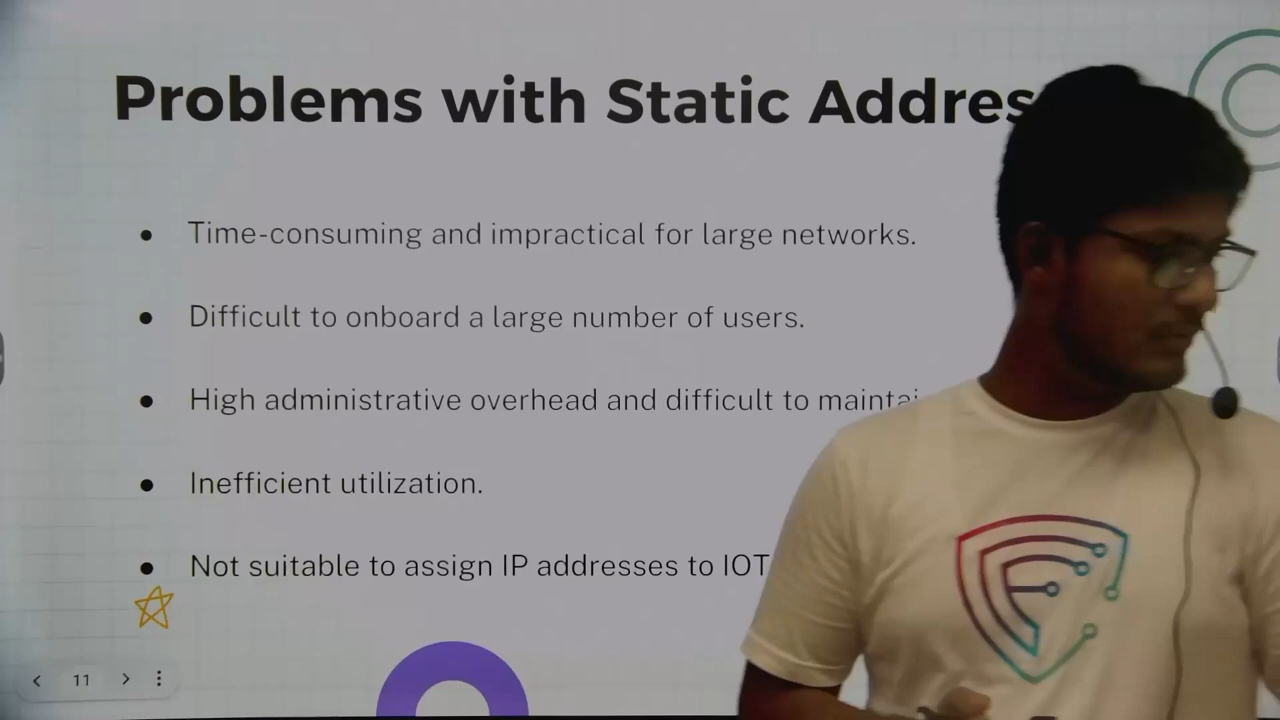 Problems with Static Addres
Time-consuming and impractical for large networks.
Difficult to onboard a large number of users.
High administrative overhead and difficult to
Inefficient utilization.
Not suitable to assign IP addresses to IOT
11